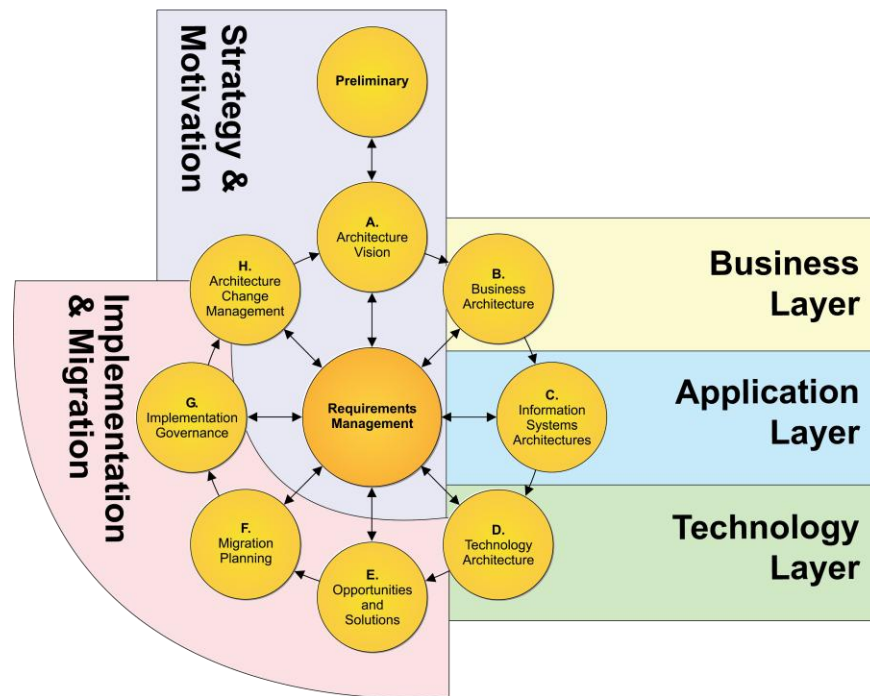 Strategy &
Motivation
Preliminary
A.
Architecture
Vision
H.
Architecture
Change
Management
B.
Business
Architecture
Business
Layer
Implementation
& Migration
G.
Implementation
Governance
Requirements
Management
C.
Information
Systems
Architectures
Application
Layer
F.
Migration
Planning
E.
Opportunities
and
Solutions
D.
Technology
Architecture
Technology
Layer